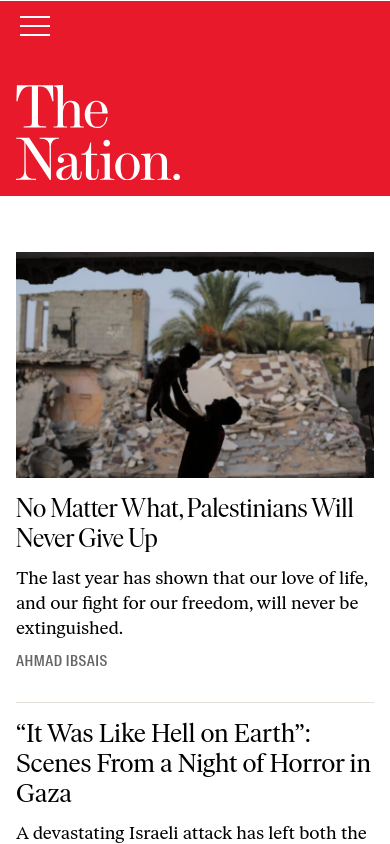 The
Nation.
No Matter What, Palestinians Will
Never Give Up
The last year has shown that our love of life,
and our fight for our freedom, will never be
extinguished.
AHMAD IBSAIS
“It Was Like Hell on Earth”:
Scenes From a Night of Horror in
Gaza
A devastating Israeli attack has left both the